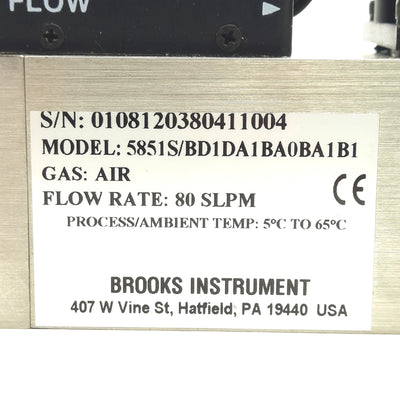 FLOW
S/N: 0108120380411004
MODEL: 5851S/BD1DA1BA0BA1B1
GAS: AIR
CE
FLOW RATE: 80 SLPM
PROCESS/AMBIENT TEMP: 5°C TO 65°C
BROOKS INSTRUMENT
407 W Vine St, Hatfield, PA 19440 USA